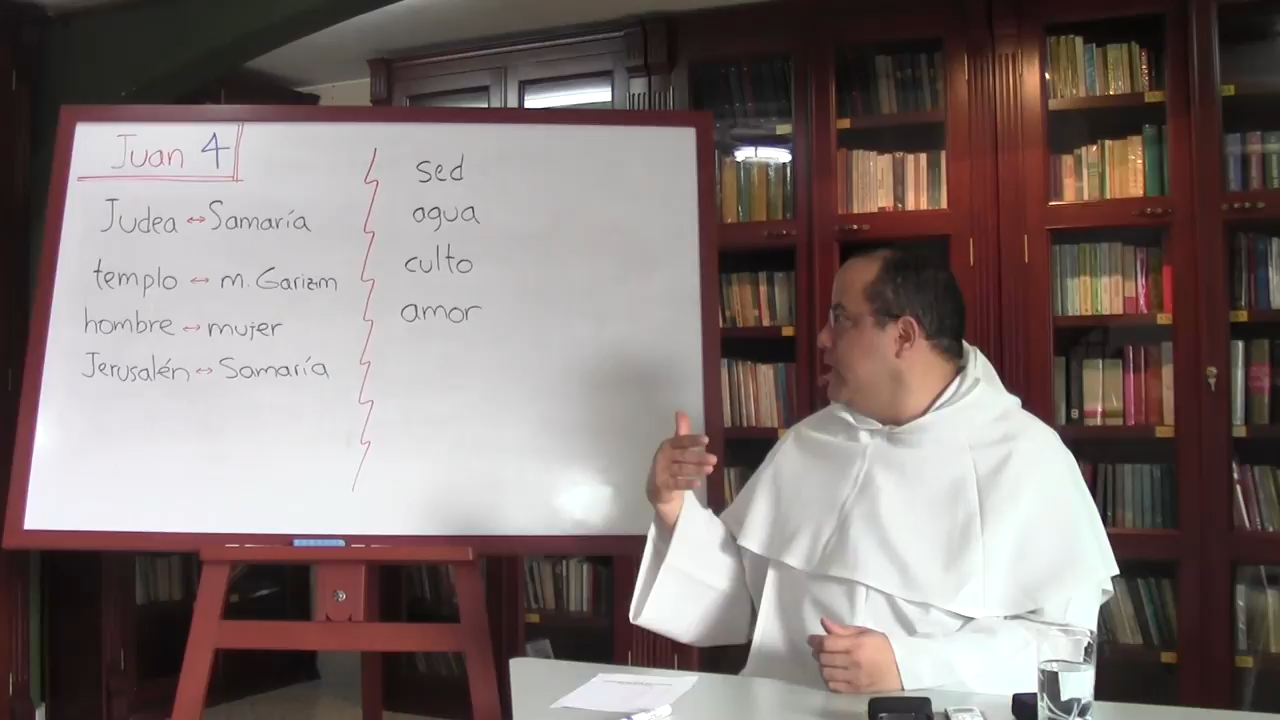 Juan 4
Judea ↔ Samaría
templo ↔ m. Garizim
hombre ↔ mujer
Jerusalén ↔ Samaría
sed
agua
culto
amor